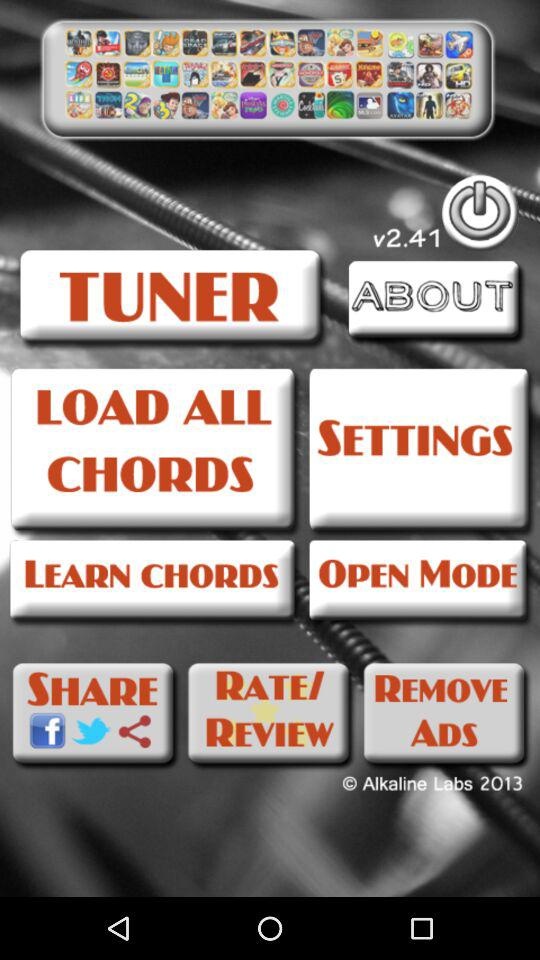 v2.41
TUNER
ABOUT
LOAD ALL
CHORDS
SETTINGS
LEARN CHORDS
OPEN MODE
SHARE
RATE/
REVIEW
REMOVE
ADS
© Alkaline Labs 2013